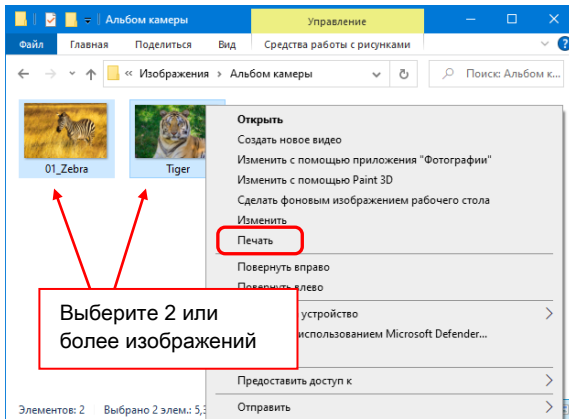 Альбом камеры
Управление
Файл Главная Поделиться Вид Средства работы с рисунками
« Изображения › Альбом камеры
Поиск: Альбом к...
01_Zebra
Tiger
Открыть
Создать новое видео
Изменить с помощью приложения "Фотографии"
Изменить с помощью Paint 3D
Сделать фоновым изображением рабочего стола
Изменить
Печать
Повернуть вправо
Повернуть влево
устройство
использованием Microsoft Defender...
Выберите 2 или
более изображений
Предоставить доступ к
Отправить
Элементов: 2 Выбрано 2 элем.: 5,